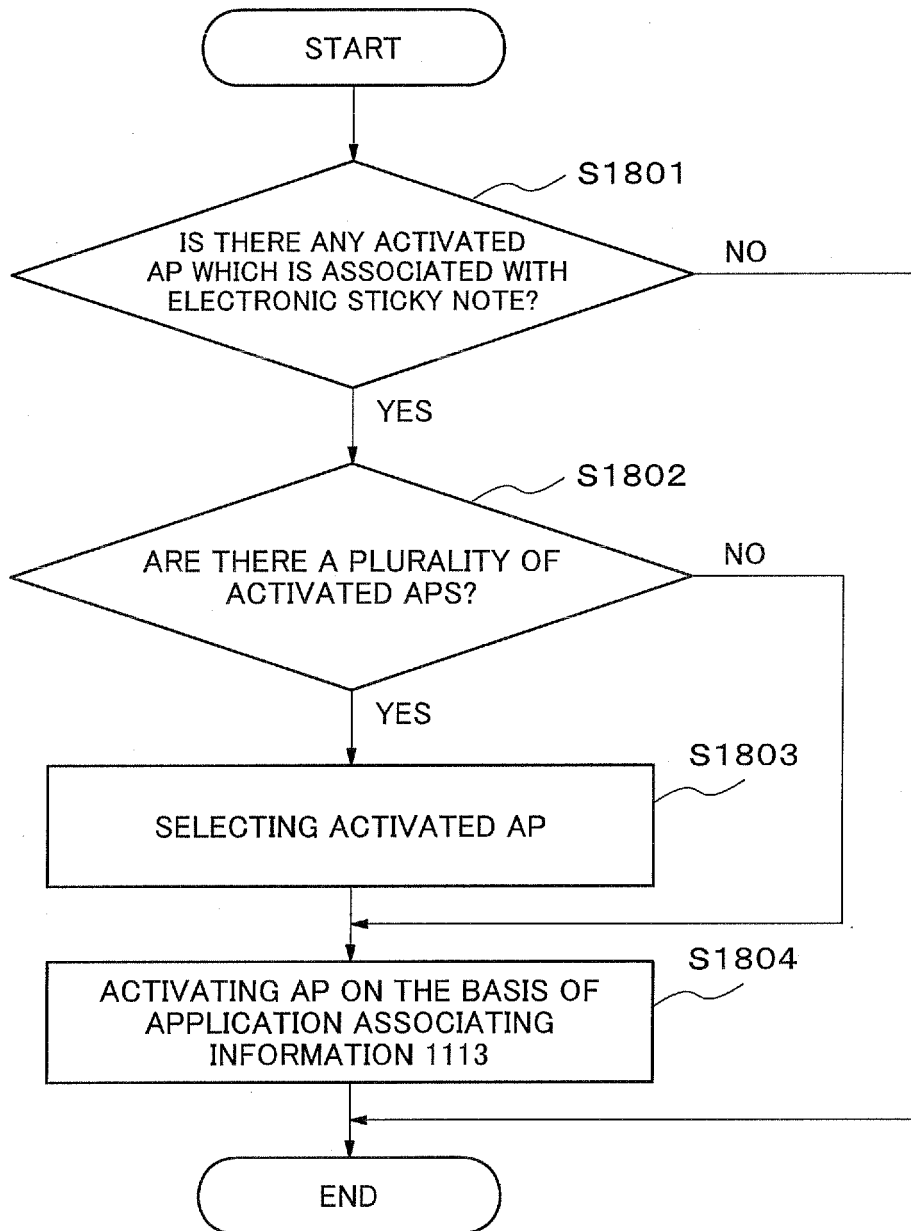 START
S1801
IS THERE ANY ACTIVATED
AP WHICH IS ASSOCIATED WITH
ELECTRONIC STICKY NOTE?
NO
YES
S1802
ARE THERE A PLURALITY OF
ACTIVATED APS?
NO
YES
S1803
SELECTING ACTIVATED AP
S1804
ACTIVATING AP ON THE BASIS OF
APPLICATION ASSOCIATING
INFORMATION 1113
END